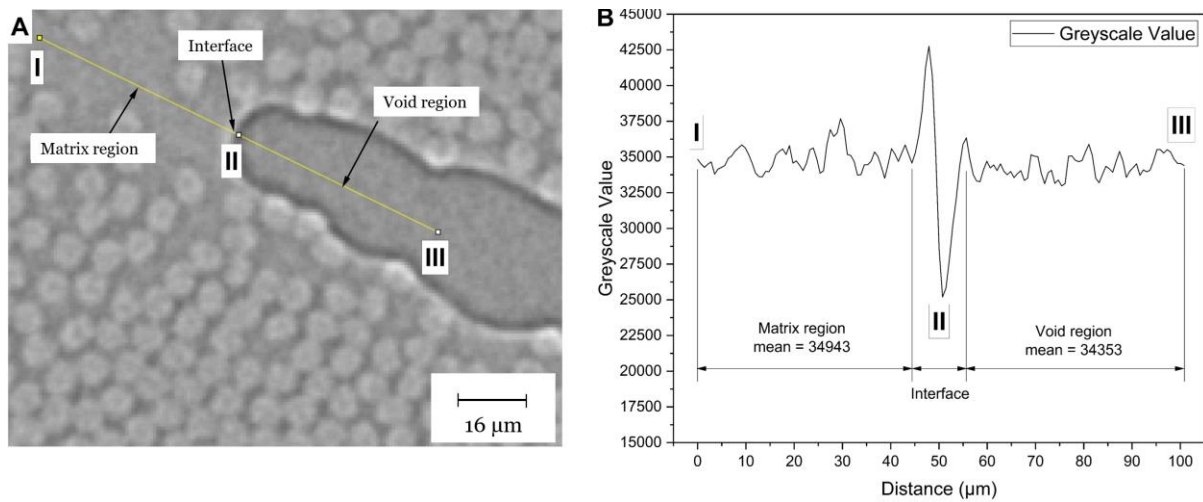 A
I
Interface
Void region
Matrix region
II
III
16 µm
B
45000
42500
40000
37500
35000
32500
30000
27500
25000
22500
20000
17500
15000
Greyscale Value
Greyscale Value
I
III
II
Matrix region
mean = 34943
Void region
mean = 34353
Interface
0 10 20 30 40 50 60 70 80 90 100
Distance (µm)